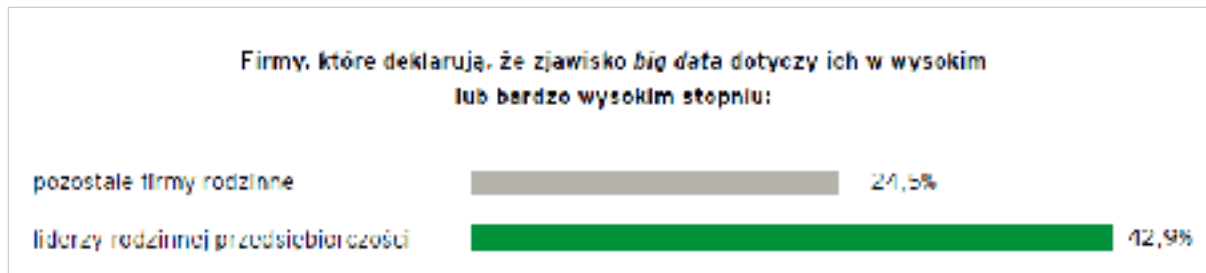 Firmy, które deklarują, że zjawisko big data dotyczy ich w wysokim
lub bardzo wysokim stopniu:
pozostałe firmy rodzinne 24,5%
liderzy rodzinnej przedsiębiorczości 42,9%